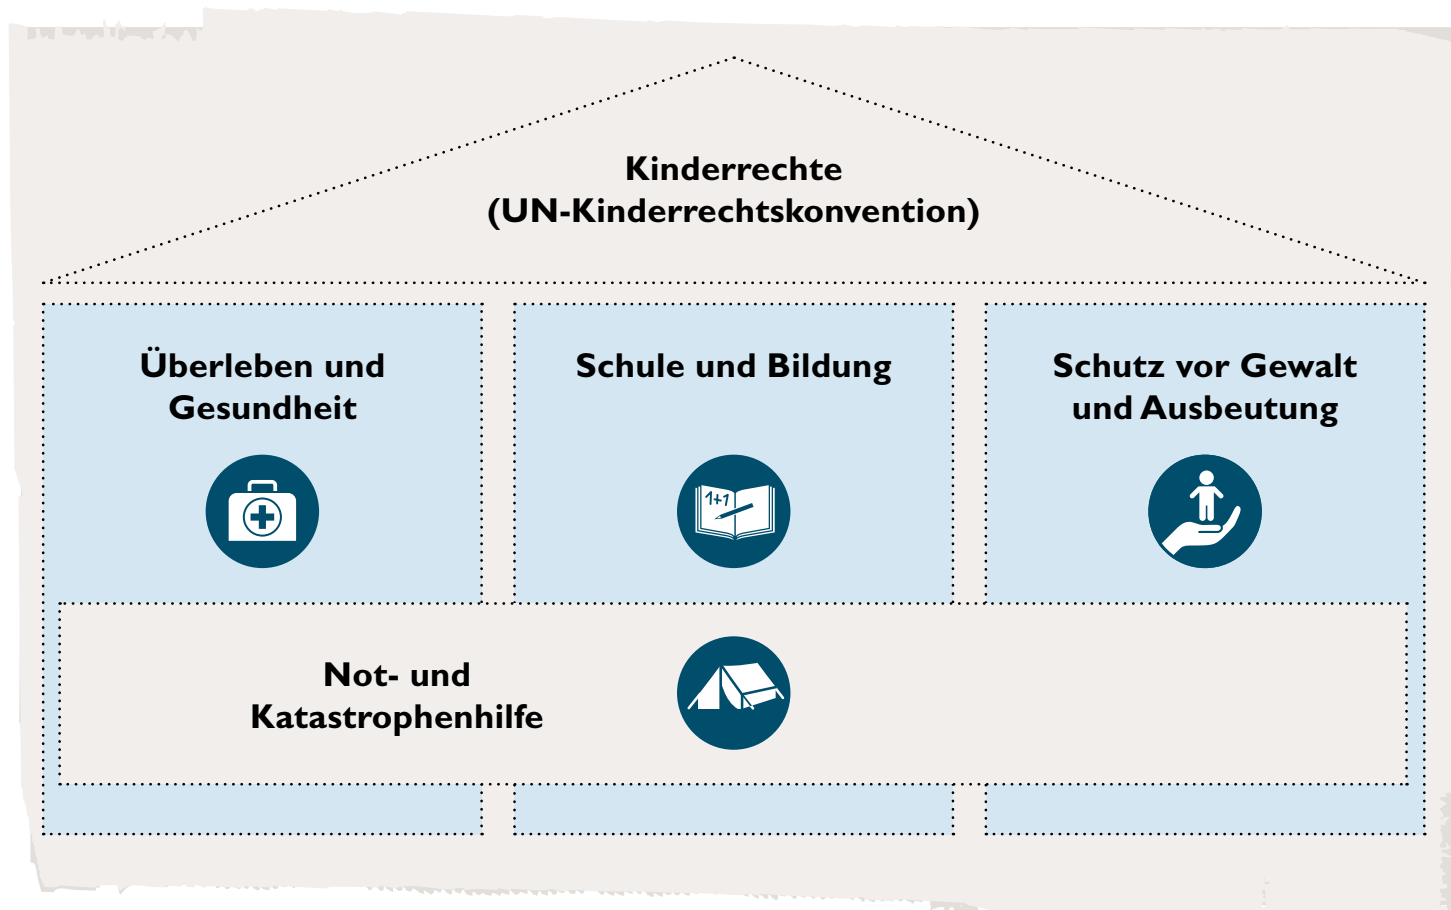 Kinderrechte
(UN-Kinderrechtskonvention)
Überleben und
Gesundheit
Schule und Bildung
1+1
Schutz vor Gewalt
und Ausbeutung
Not- und
Katastrophenhilfe